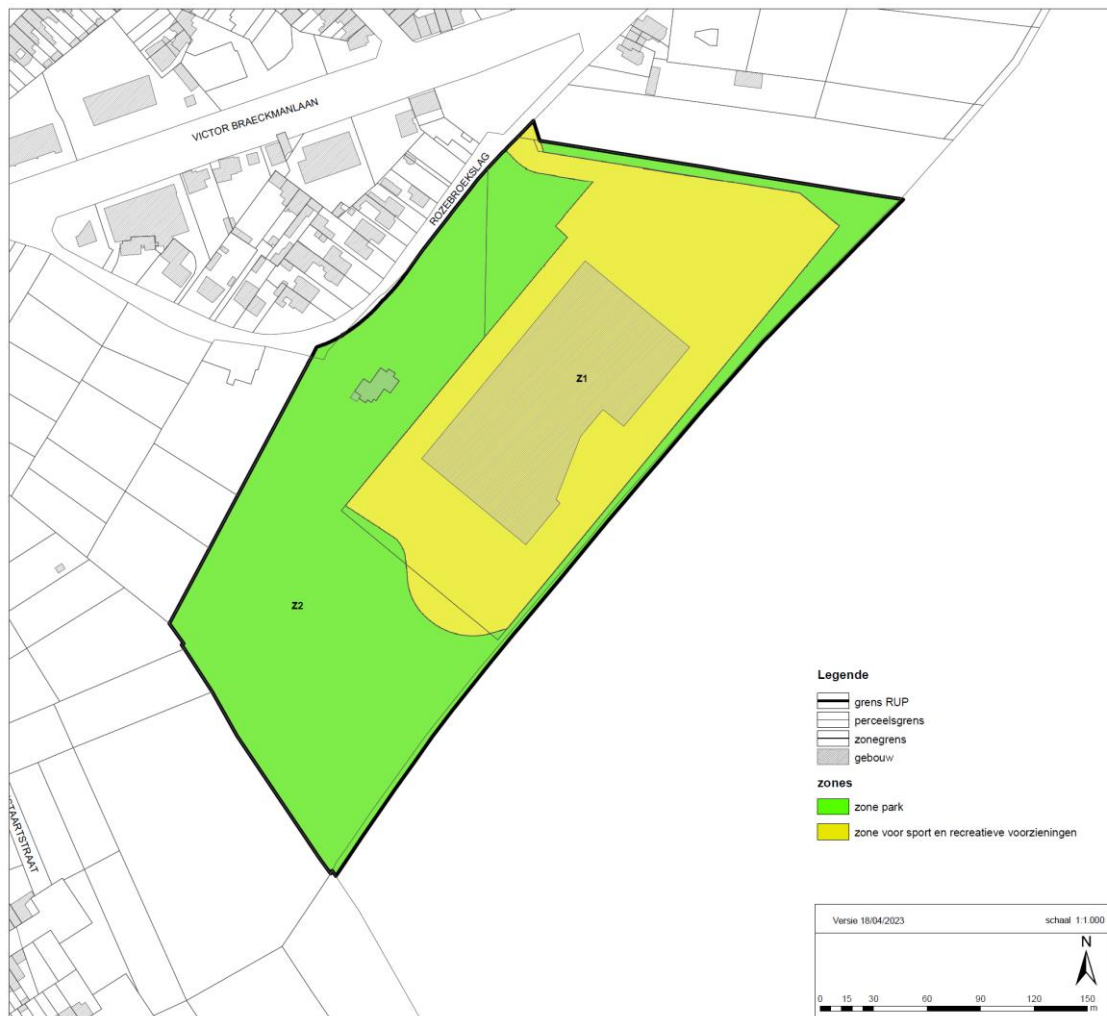 VICTOR BRAECKMANLAAN
ROZEBROEKSLAG
Z1
Z2
STAARTSTRAAT
Legende
grens RUP
perceelsgrens
zonegrens
gebouw
zones
zone park
zone voor sport en recreatieve voorzieningen
Versie 18/04/2023 schaal 1:1.000
N
0 15 30 60 90 120 150
m